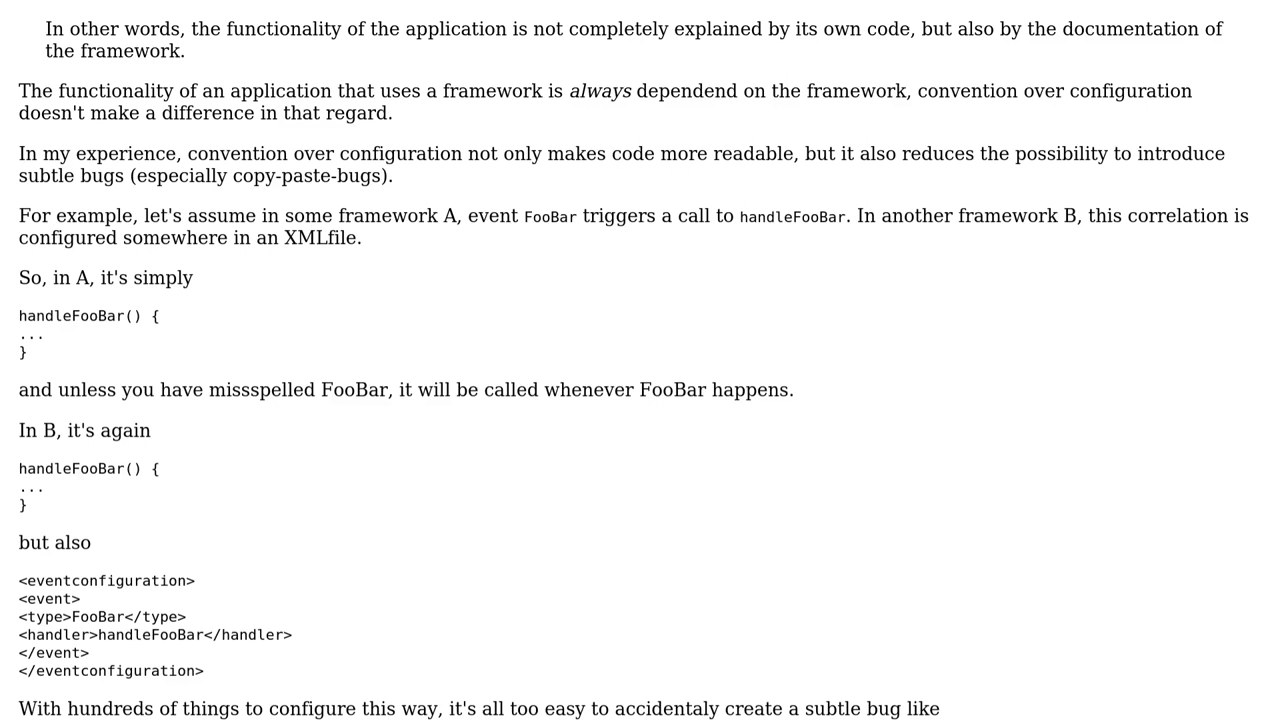 In other words, the functionality of the application is not completely explained by its own code, but also by the documentation of
the framework.
The functionality of an application that uses a framework is always dependend on the framework, convention over configuration
doesn't make a difference in that regard.
In my experience, convention over configuration not only makes code more readable, but it also reduces the possibility to introduce
subtle bugs (especially copy-paste-bugs).
For example, let's assume in some framework A, event FooBar triggers a call to handleFooBar. In another framework B, this correlation is
configured somewhere in an XMLfile.
So, in A, it's simply
handleFooBar() {
...
}
and unless you have missspelled FooBar, it will be called whenever FooBar happens.
In B, it's again
handleFooBar() {
...
}
but also
<eventconfiguration>
<event>
<type>FooBar</type>
<handler>handleFooBar</handler>
</event>
</eventconfiguration>
With hundreds of things to configure this way, it's all too easy to accidentaly create a subtle bug like